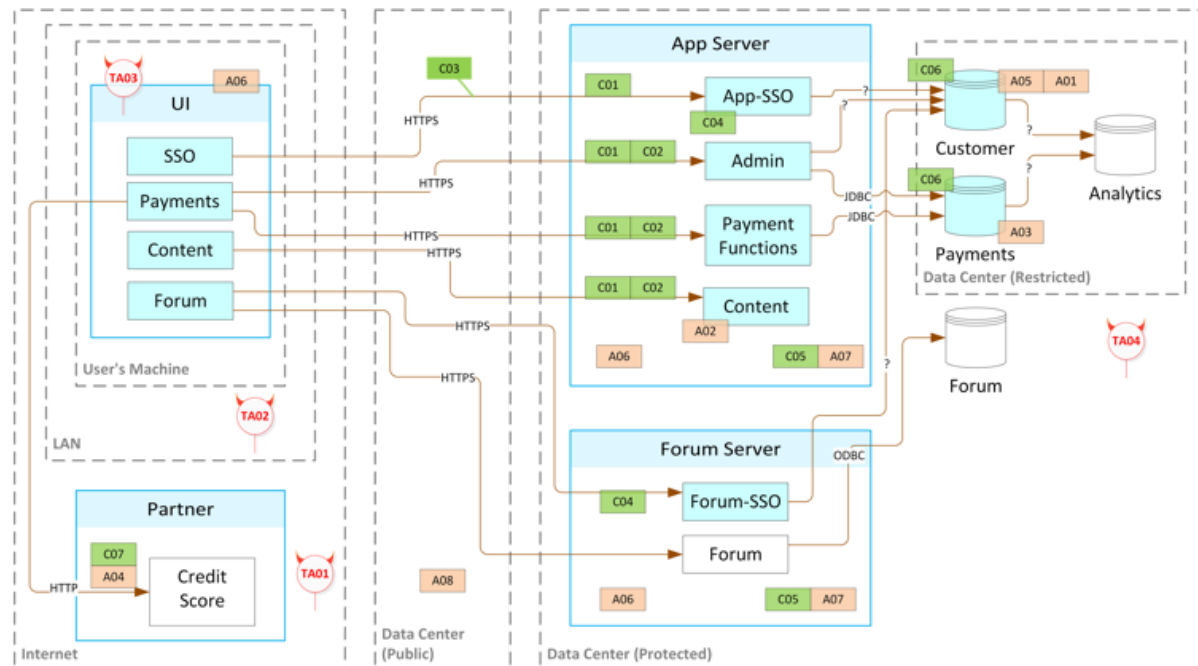 App Server
C03
C06
TA03
A06
C01
App-SSO
?
A05
A01
UI
HTTPS
C04
?
Customer
?
SSO
C01
C02
Admin
HTTPS
C06
?
Analytics
Payments
JDBC
C01
C02
Payment
Functions
JDBC
A03
HTTPS
Payments
Content
HTTPS
Data Center (Restricted)
C01
C02
Content
Forum
HTTPS
A02
TA04
A06
C05
A07
User's Machine
HTTPS
?
Forum
TA02
LAN
Forum Server
ODBC
C04
Forum-SSO
Partner
Forum
C07
A04
Credit
Score
HTTP
TA01
A08
A06
C05
A07
Internet
Data Center
(Public)
Data Center (Protected)